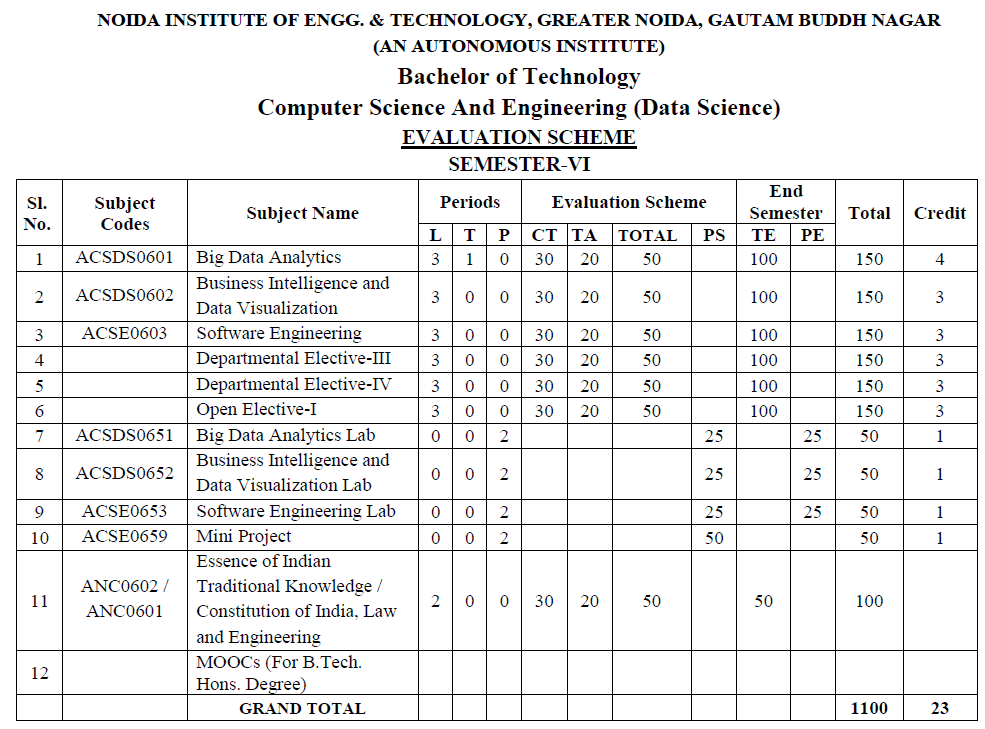 NOIDA INSTITUTE OF ENGG. & TECHNOLOGY, GREATER NOIDA, GAUTAM BUDDH NAGAR
(AN AUTONOMOUS INSTITUTE)
Bachelor of Technology
Computer Science And Engineering (Data Science)
EVALUATION SCHEME
SEMESTER-VI
Sl. No. Subject Codes Subject Name Periods Evaluation Scheme End Semester Total Credit
L T P CT TA TOTAL PS TE PE
1 ACSDS0601 Big Data Analytics 3 1 0 30 20 50 100 150 4
2 ACSDS0602 Business Intelligence and
Data Visualization 3 0 0 30 20 50 100 150 3
3 ACSE0603 Software Engineering 3 0 0 30 20 50 100 150 3
4 Departmental Elective-III 3 0 0 30 20 50 100 150 3
5 Departmental Elective-IV 3 0 0 30 20 50 100 150 3
6 Open Elective-I 3 0 0 30 20 50 100 150 3
7 ACSDS0651 Big Data Analytics Lab 0 0 2 25 25 50 1
8 ACSDS0652 Business Intelligence and
Data Visualization Lab 0 0 2 25 25 50 1
9 ACSE0653 Software Engineering Lab 0 0 2 25 25 50 1
10 ACSE0659 Mini Project 0 0 2 50 50 1
11 ANC0602 / ANC0601 Essence of Indian
Traditional Knowledge /
Constitution of India, Law
and Engineering 2 0 0 30 20 50 50 100
12 MOOCs (For B.Tech.
Hons. Degree)
GRAND TOTAL 1100 23